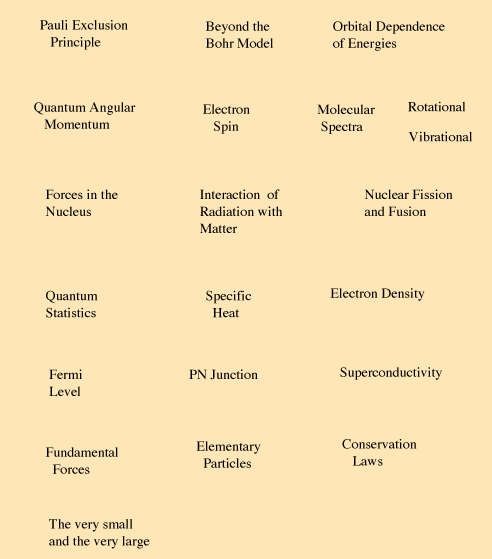 Pauli Exclusion
Principle
Beyond the
Bohr Model
Orbital Dependence
of Energies
Quantum Angular
Momentum
Electron
Spin
Molecular
Spectra
Rotational
Vibrational
Forces in the
Nucleus
Interaction of
Radiation with
Matter
Nuclear Fission
and Fusion
Quantum
Statistics
Specific
Heat
Electron Density
Fermi
Level
PN Junction
Superconductivity
Fundamental
Forces
Elementary
Particles
Conservation
Laws
The very small
and the very large